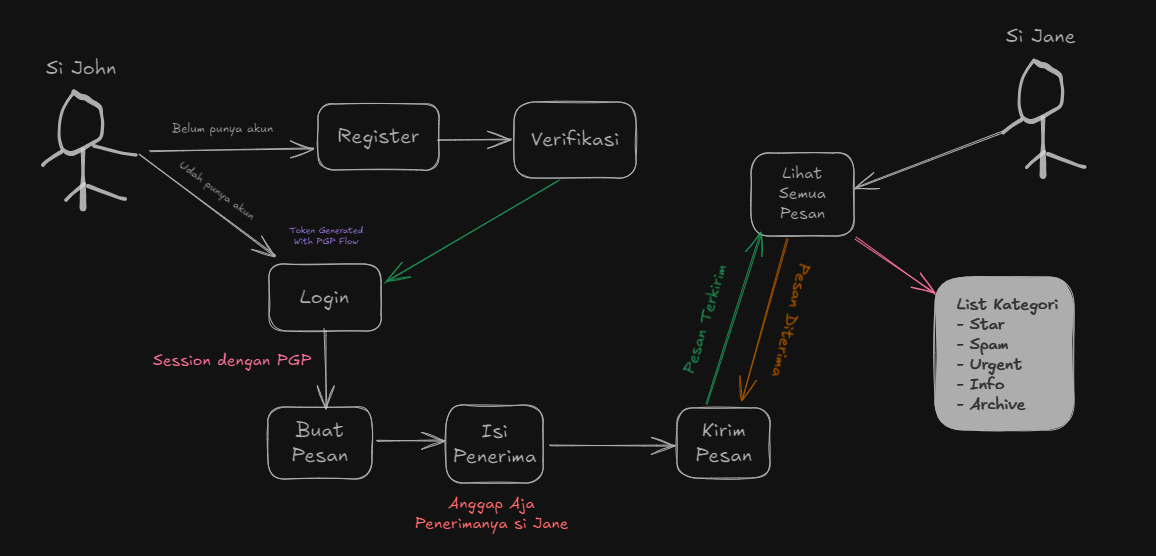 Si John
Si Jane
Belum punya akun
Register
Verifikasi
Udah punya akun
Lihat
Semua
Pesan
Token Generated
With PGP Flow
Login
Pesan Terkirim
Pesan Diterima
List Kategori
- Star
- Spam
- Urgent
- Info
- Archive
Session dengan PGP
Buat
Pesan
Isi
Penerima
Kirim
Pesan
Anggap Aja
Penerimanya si Jane